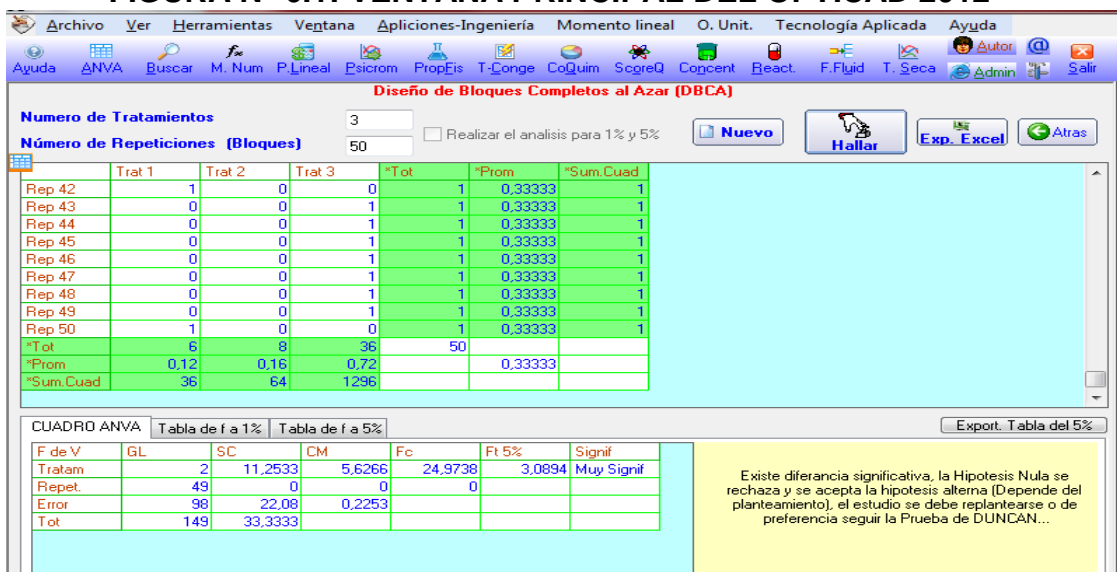 FIGURA N° 6.1: VENTANA PRINCIPAL DEL OPTICAD 2012
Archivo Ver Herramientas Ventana Apliciones-Ingeniería Momento lineal O. Unit. Tecnología Aplicada Ayuda
Ayuda ANVA Buscar M. Num P.Lineal Psicrom PropFis T-Conge CoQuim ScoreQ Concent React. F.Fluid T. Seca Autor Admin Salir
Diseño de Bloques Completos al Azar (DBCA)
Numero de Tratamientos 3
Número de Repeticiones (Bloques) 50
Realizar el analisis para 1% y 5%
Nuevo Hallar Exp. Excel Atras
Trat 1 Trat 2 Trat 3 *Tot *Prom *Sum.Cuad
Rep 42 1 0 0 1 0,33333 1
Rep 43 0 0 1 1 0,33333 1
Rep 44 0 0 1 1 0,33333 1
Rep 45 0 0 1 1 0,33333 1
Rep 46 0 0 1 1 0,33333 1
Rep 47 0 0 1 1 0,33333 1
Rep 48 0 0 1 1 0,33333 1
Rep 49 0 0 1 1 0,33333 1
Rep 50 1 0 0 1 0,33333 1
*Tot 6 8 36 50
*Prom 0,12 0,16 0,72 0,33333
*Sum.Cuad 36 64 1296
CUADRO ANVA Tabla de f a 1% Tabla de f a 5% Export. Tabla del 5%
F de V GL SC CM Fc Ft 5% Signif
Tratam 2 11,2533 5,6266 24,9738 3,0894 Muy Signif
Repet. 49 0 0 0
Error 98 22,08 0,2253
Tot 149 33,3333
Existe diferancia significativa, la Hipotesis Nula se
rechaza y se acepta la hipotesis alterna (Depende del
planteamiento), el estudio se debe replantearse o de
preferencia seguir la Prueba de DUNCAN...